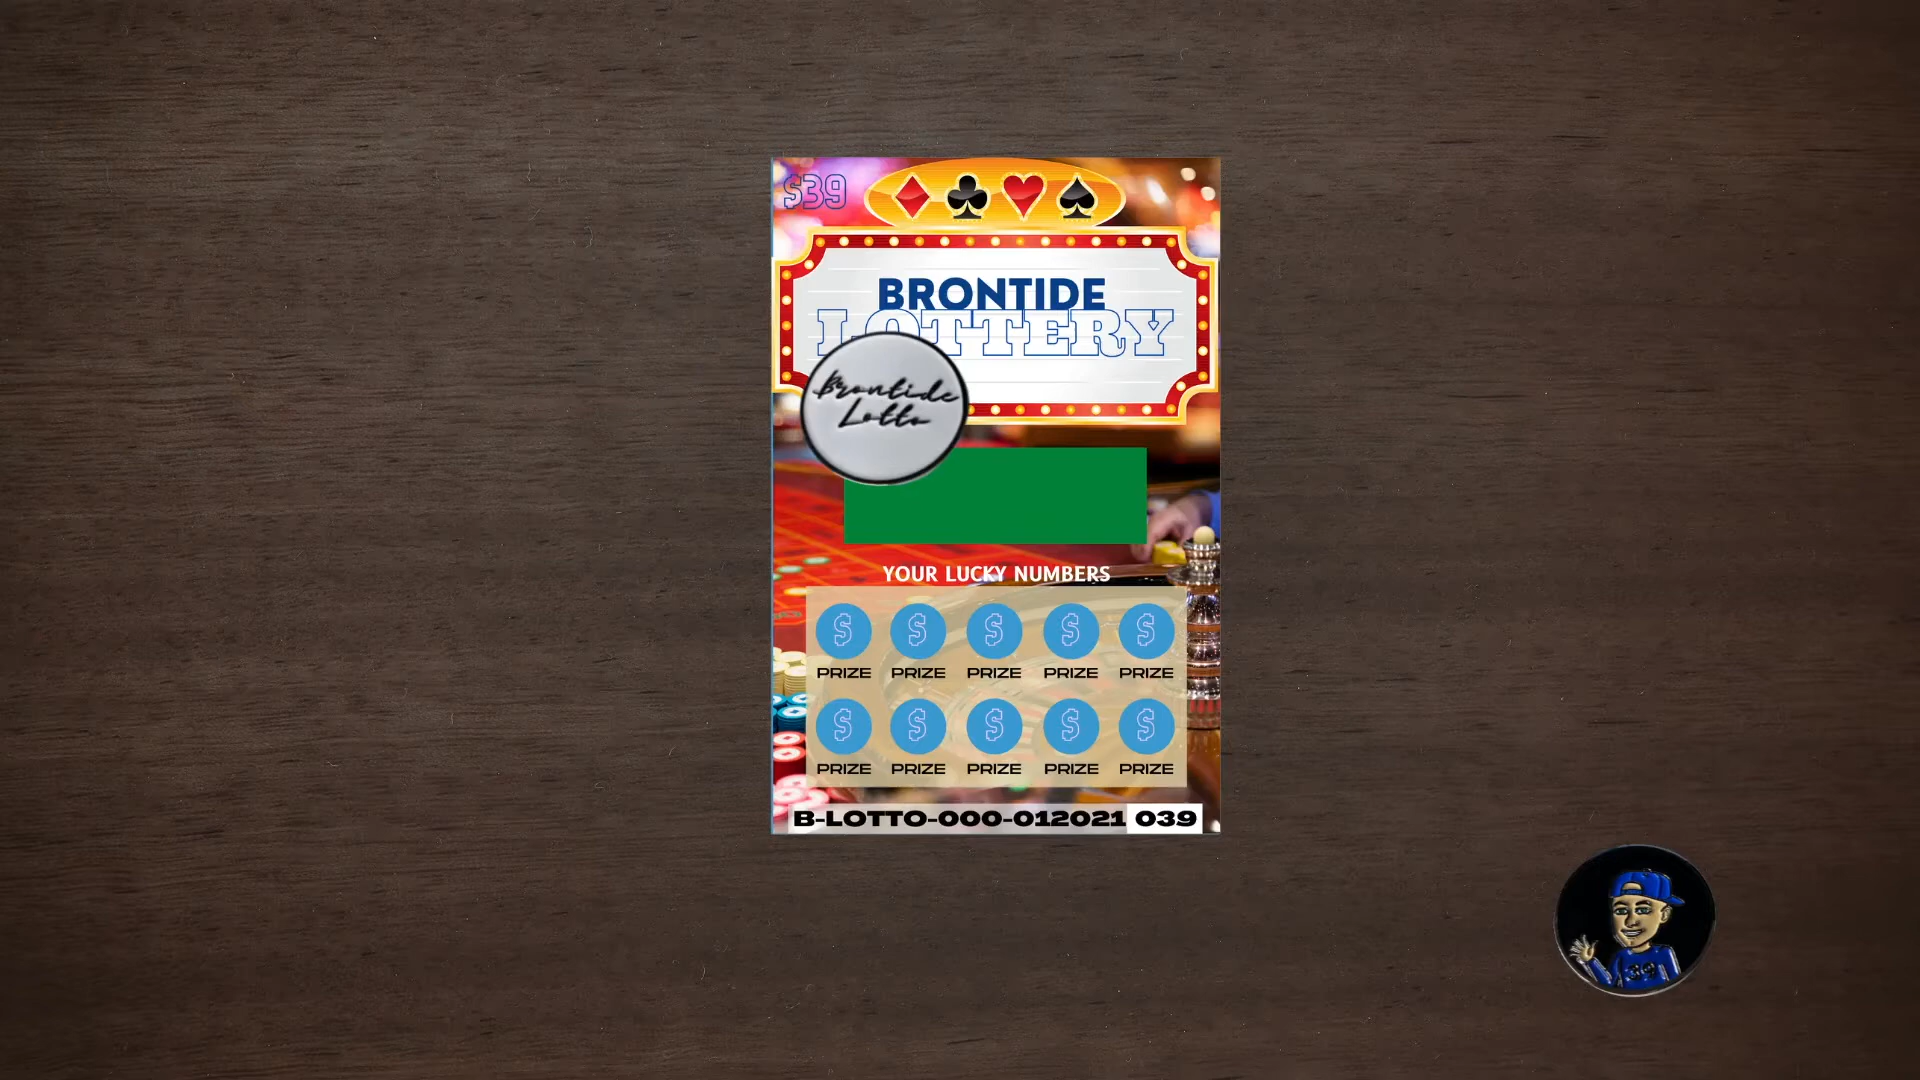 $39
BRONTIDE
LOTTERY
Brontide
Lotto
YOUR LUCKY NUMBERS
$ $ $ $ $
PRIZE PRIZE PRIZE PRIZE PRIZE
$ $ $ $ $
PRIZE PRIZE PRIZE PRIZE PRIZE
B-LOTTO-000-012021 039
39